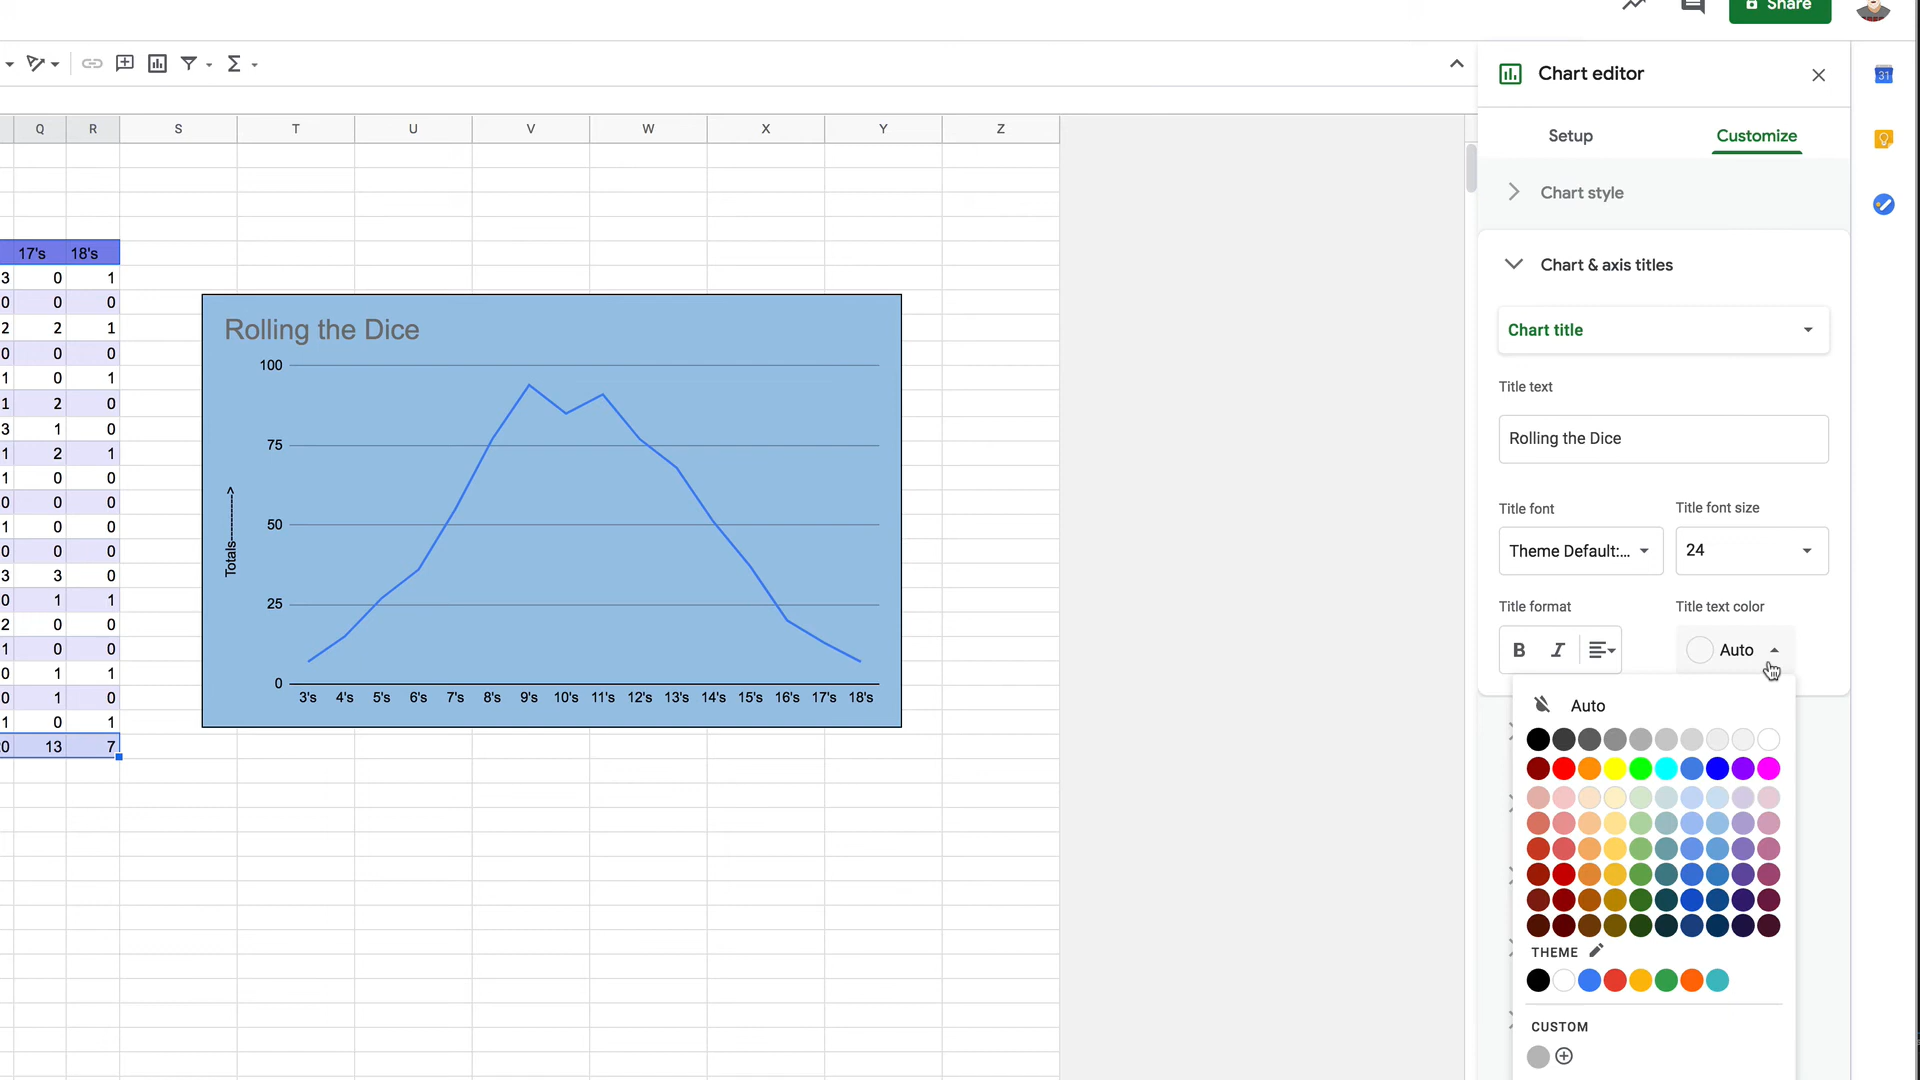 Share
31
Chart editor
Q R S T U V W X Y Z
Setup Customize
Chart style
17's 18's
Chart & axis titles
3 0 1
0 0 0
2 2 1
0 0 0
1 0 1
1 2 0
3 1 0
1 2 1
1 0 0
0 0 0
1 0 0
0 0 0
3 3 0
0 1 1
2 0 0
1 0 0
0 1 1
0 1 0
1 0 1
0 13 7
Rolling the Dice
100
75
50
25
0
Totals------->
3's 4's 5's 6's 7's 8's 9's 10's 11's 12's 13's 14's 15's 16's 17's 18's
Chart title
Title text
Rolling the Dice
Title font Title font size
Theme Default:... 24
Title format Title text color
B I Auto
Auto
THEME
CUSTOM